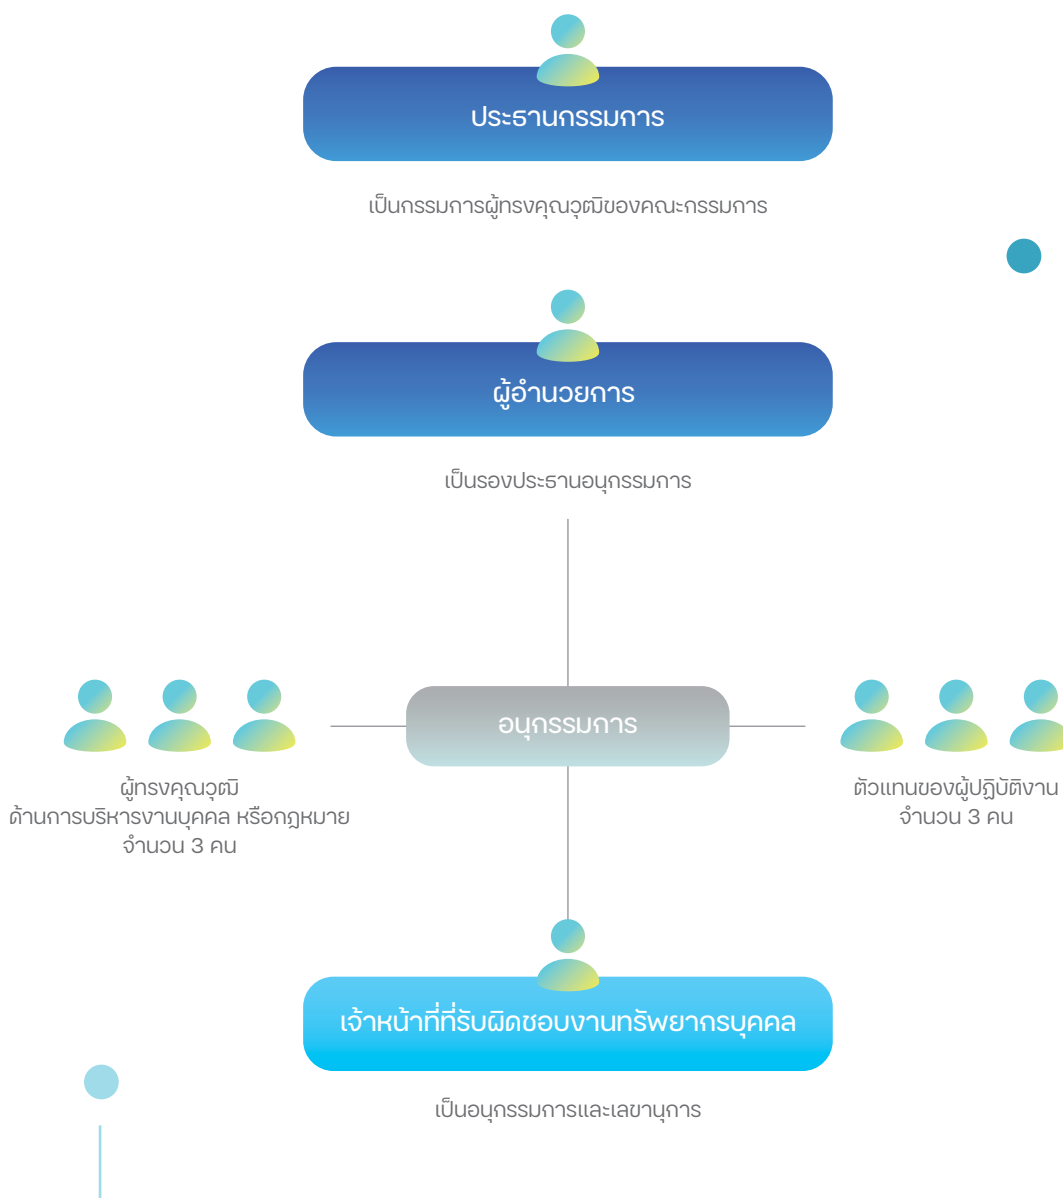 ประธานกรรมการ
เป็นกรรมการผู้ทรงคุณวุฒิของคณะกรรมการ
ผู้อำนวยการ
เป็นรองประธานอนุกรรมการ
อนุกรรมการ
ผู้ทรงคุณวุฒิ
ด้านการบริหารงานบุคคล หรือกฎหมาย
จำนวน 3 คน
ตัวแทนของผู้ปฏิบัติงาน
จำนวน 3 คน
เจ้าหน้าที่ที่รับผิดชอบงานทรัพยากรบุคคล
เป็นอนุกรรมการและเลขานุการ